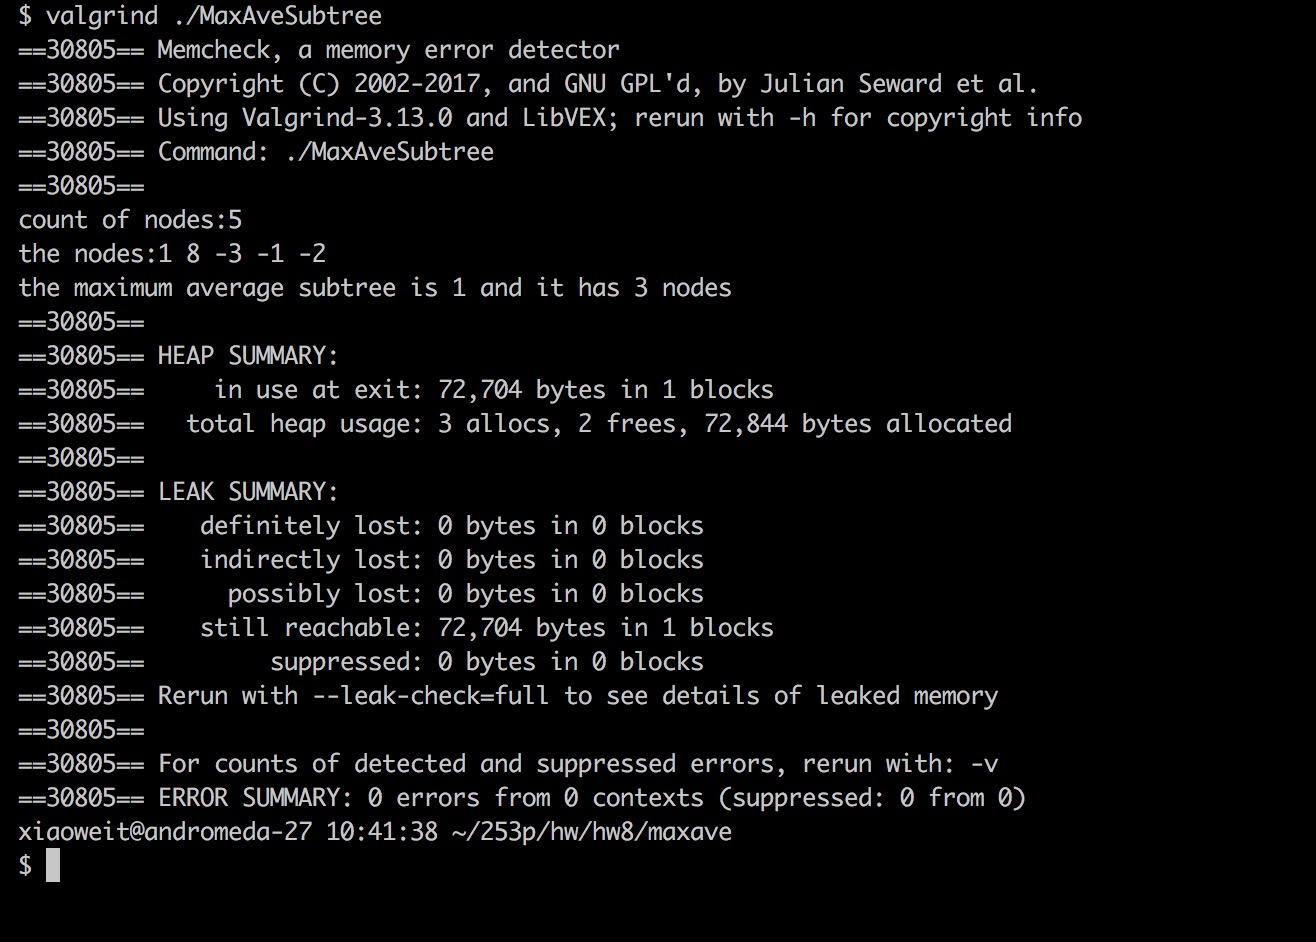 $ valgrind ./MaxAveSubtree
==30805== Memcheck, a memory error detector
==30805== Copyright (C) 2002-2017, and GNU GPL'd, by Julian Seward et al.
==30805== Using Valgrind-3.13.0 and LibVEX; rerun with -h for copyright info
==30805== Command: ./MaxAveSubtree
==30805==
count of nodes:5
the nodes:1 8 -3 -1 -2
the maximum average subtree is 1 and it has 3 nodes
==30805==
==30805== HEAP SUMMARY:
==30805==     in use at exit: 72,704 bytes in 1 blocks
==30805==   total heap usage: 3 allocs, 2 frees, 72,844 bytes allocated
==30805==
==30805== LEAK SUMMARY:
==30805==    definitely lost: 0 bytes in 0 blocks
==30805==    indirectly lost: 0 bytes in 0 blocks
==30805==      possibly lost: 0 bytes in 0 blocks
==30805==    still reachable: 72,704 bytes in 1 blocks
==30805==         suppressed: 0 bytes in 0 blocks
==30805== Rerun with --leak-check=full to see details of leaked memory
==30805==
==30805== For counts of detected and suppressed errors, rerun with: -v
==30805== ERROR SUMMARY: 0 errors from 0 contexts (suppressed: 0 from 0)
xiaoweit@andromeda-27 10:41:38 ~/253p/hw/hw8/maxave
$